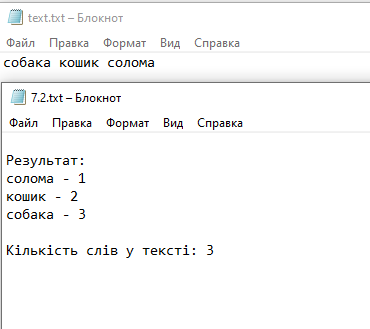 text.txt – Блокнот
Файл Правка Формат Вид Справка
собака кошик солома
7.2.txt – Блокнот
Файл Правка Формат Вид Справка
Результат:
солома - 1
кошик - 2
собака - 3
Кількість слів у тексті: 3